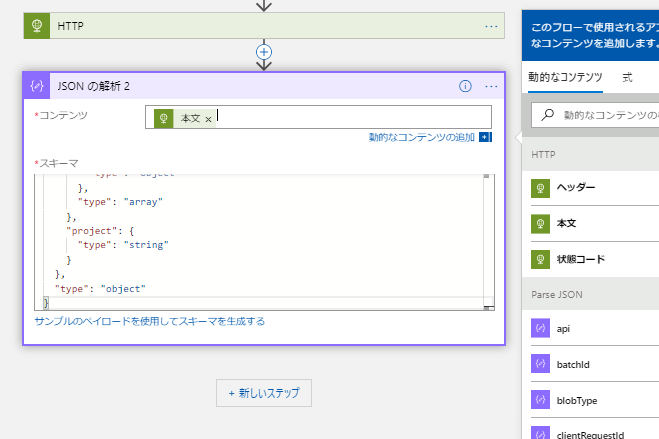 HTTP
JSON の解析 2
*コンテンツ
本文 ×
動的なコンテンツの追加
*スキーマ
},
"type": "array"
},
"project": {
"type": "string"
}
},
"type": "object"
}
サンプルのペイロードを使用してスキーマを生成する
+ 新しいステップ
このフローで使用されるア
なコンテンツを追加します。
動的なコンテンツ 式
動的なコンテンツの
HTTP
ヘッダー
本文
状態コード
Parse JSON
api
batchId
blobType
clientRequestId